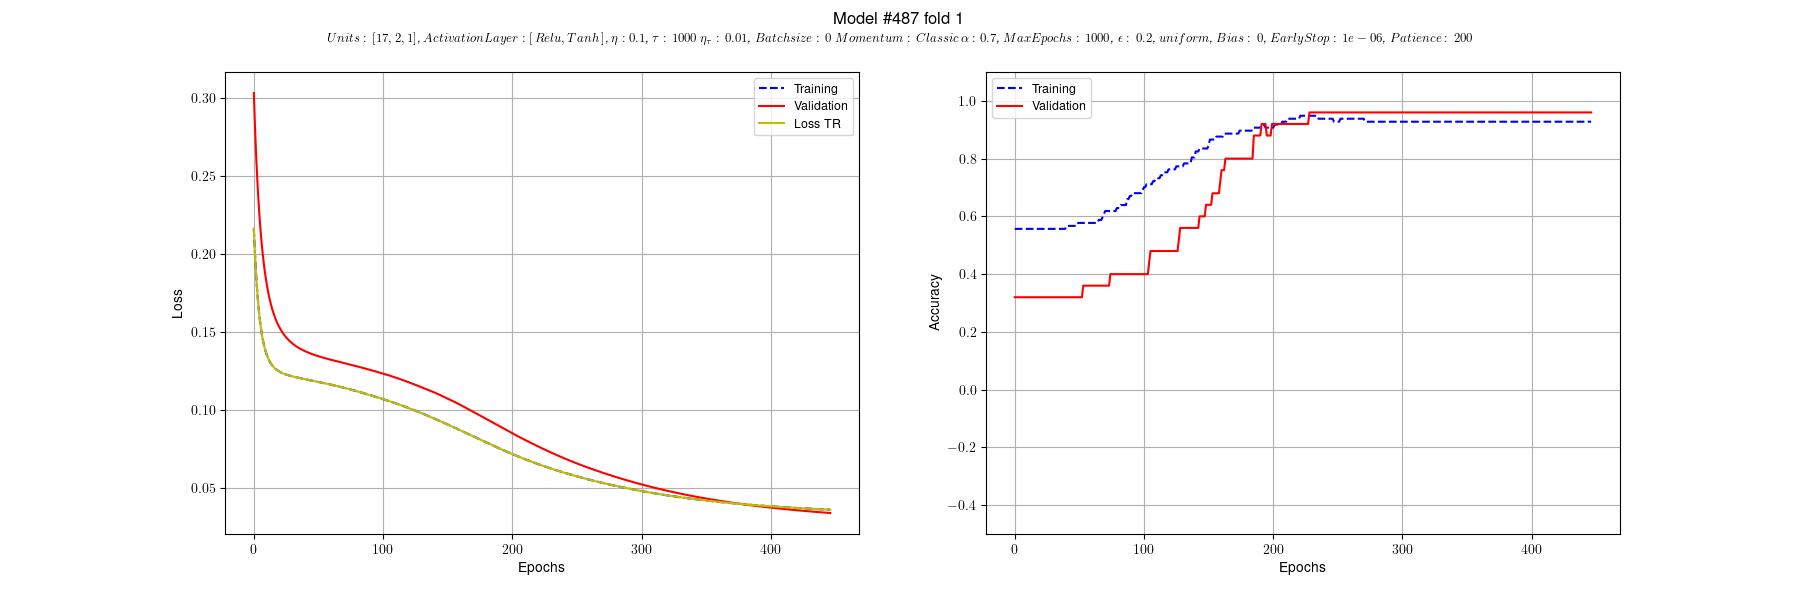 Model #487 fold 1
Units : [17, 2, 1], ActivationLayer : [Relu, Tanh], η : 0.1, τ : 1000 ητ : 0.01, Batchsize : 0 Momentum : Classic α : 0.7, MaxEpochs : 1000, ϵ : 0.2, uniform, Bias : 0, EarlyStop : 1e − 06, Patience : 200
Training
Validation
Loss TR
0.30
0.25
0.20
0.15
0.10
0.05
Loss
0 100 200 300 400
Epochs
Training
Validation
1.0
0.8
0.6
0.4
0.2
0.0
−0.2
−0.4
Accuracy
0 100 200 300 400
Epochs